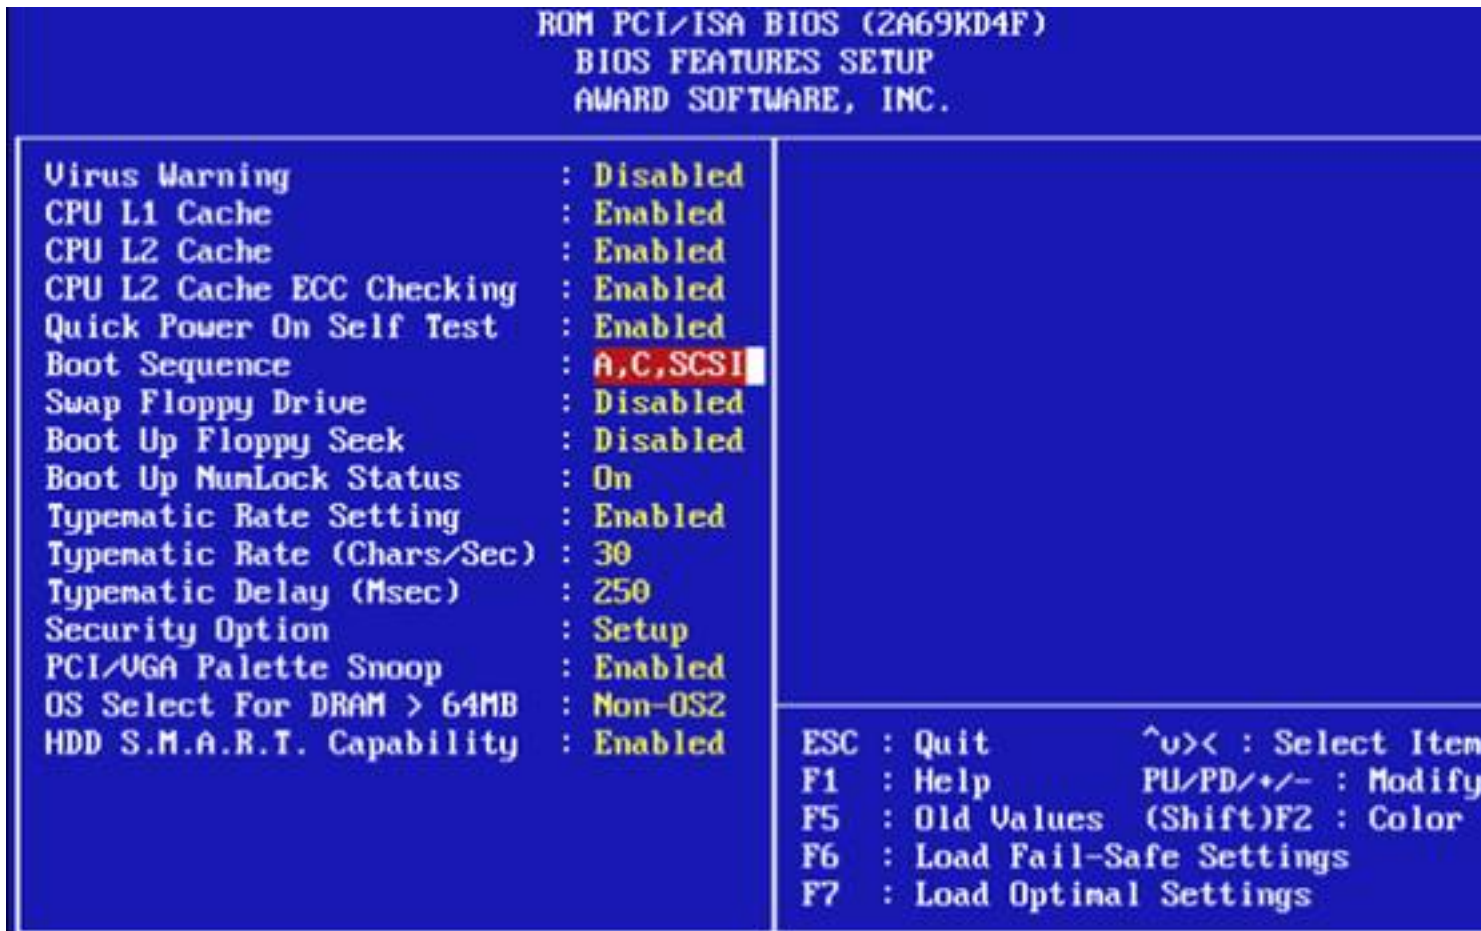 ROM PCI/ISA BIOS (2A69KD4F)
BIOS FEATURES SETUP
AWARD SOFTWARE, INC.
Virus Warning : Disabled
CPU L1 Cache : Enabled
CPU L2 Cache : Enabled
CPU L2 Cache ECC Checking : Enabled
Quick Power On Self Test : Enabled
Boot Sequence : A,C,SCSI
Swap Floppy Drive : Disabled
Boot Up Floppy Seek : Disabled
Boot Up NumLock Status : On
Typematic Rate Setting : Enabled
Typematic Rate (Chars/Sec) : 30
Typematic Delay (Msec) : 250
Security Option : Setup
PCI/VGA Palette Snoop : Enabled
OS Select For DRAM > 64MB : Non-OS2
HDD S.M.A.R.T. Capability : Enabled
ESC : Quit ^v>< : Select Item
F1 : Help PU/PD/+/- : Modify
F5 : Old Values (Shift)F2 : Color
F6 : Load Fail-Safe Settings
F7 : Load Optimal Settings